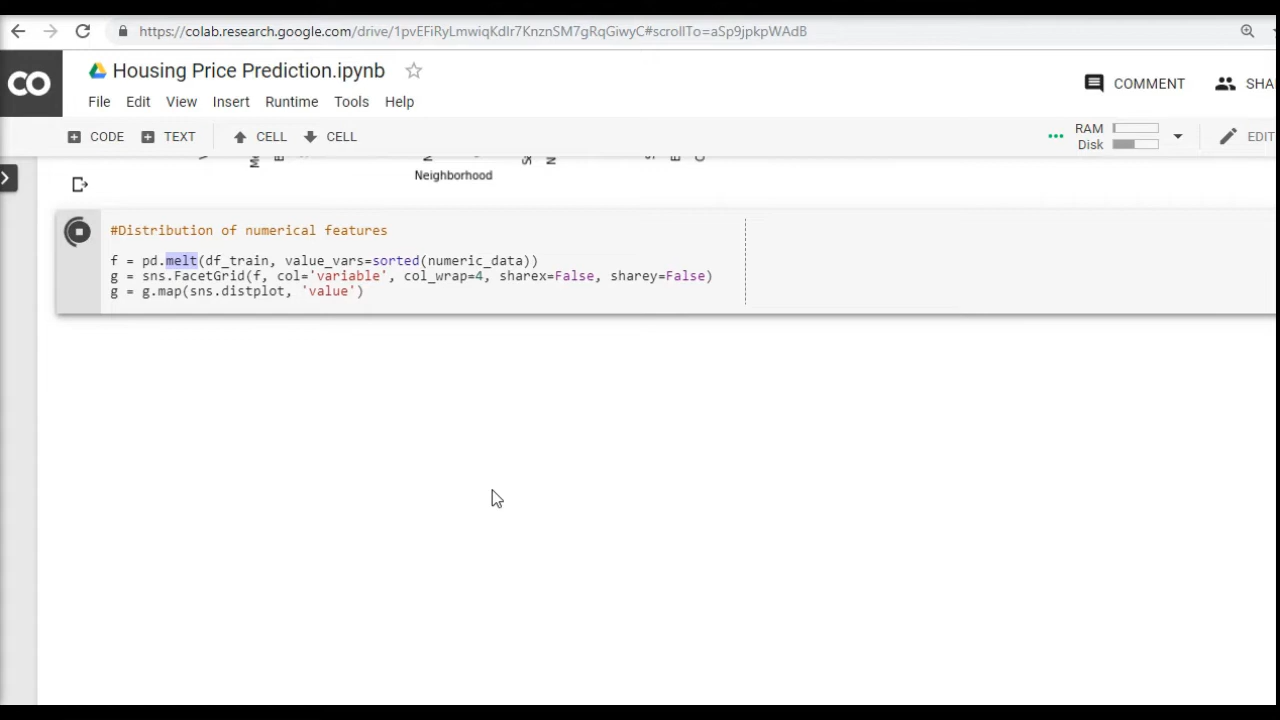 https://colab.research.google.com/drive/1pvEFiRyLmwiqKdIr7KnznSM7gRqGiwyC#scrollTo=aSp9jpkpWAdB
CO Housing Price Prediction.ipynb
COMMENT SHA
File Edit View Insert Runtime Tools Help
CODE TEXT CELL CELL RAM Disk EDIT
Neighborhood
#Distribution of numerical features
f = pd.melt(df_train, value_vars=sorted(numeric_data))
g = sns.FacetGrid(f, col='variable', col_wrap=4, sharex=False, sharey=False)
g = g.map(sns.distplot, 'value')